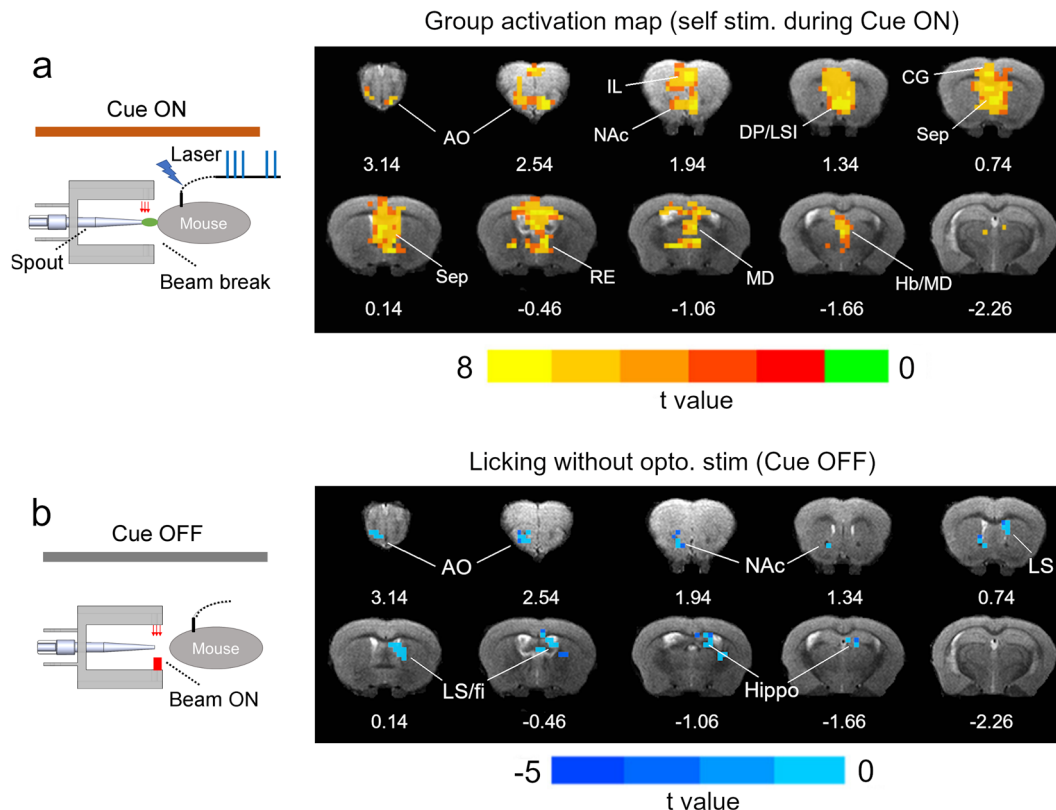 Group activation map (self stim. during Cue ON)
a
Cue ON
Laser
Mouse
Spout
Beam break
AO
IL
NAc
DP/LSI
CG
Sep
3.14
2.54
1.94
1.34
0.74
Sep
RE
MD
Hb/MD
0.14
-0.46
-1.06
-1.66
-2.26
8
0
t value
Licking without opto. stim (Cue OFF)
b
Cue OFF
Mouse
Beam ON
AO
NAc
LS
3.14
2.54
1.94
1.34
0.74
LS/fi
Hippo
0.14
-0.46
-1.06
-1.66
-2.26
-5
0
t value